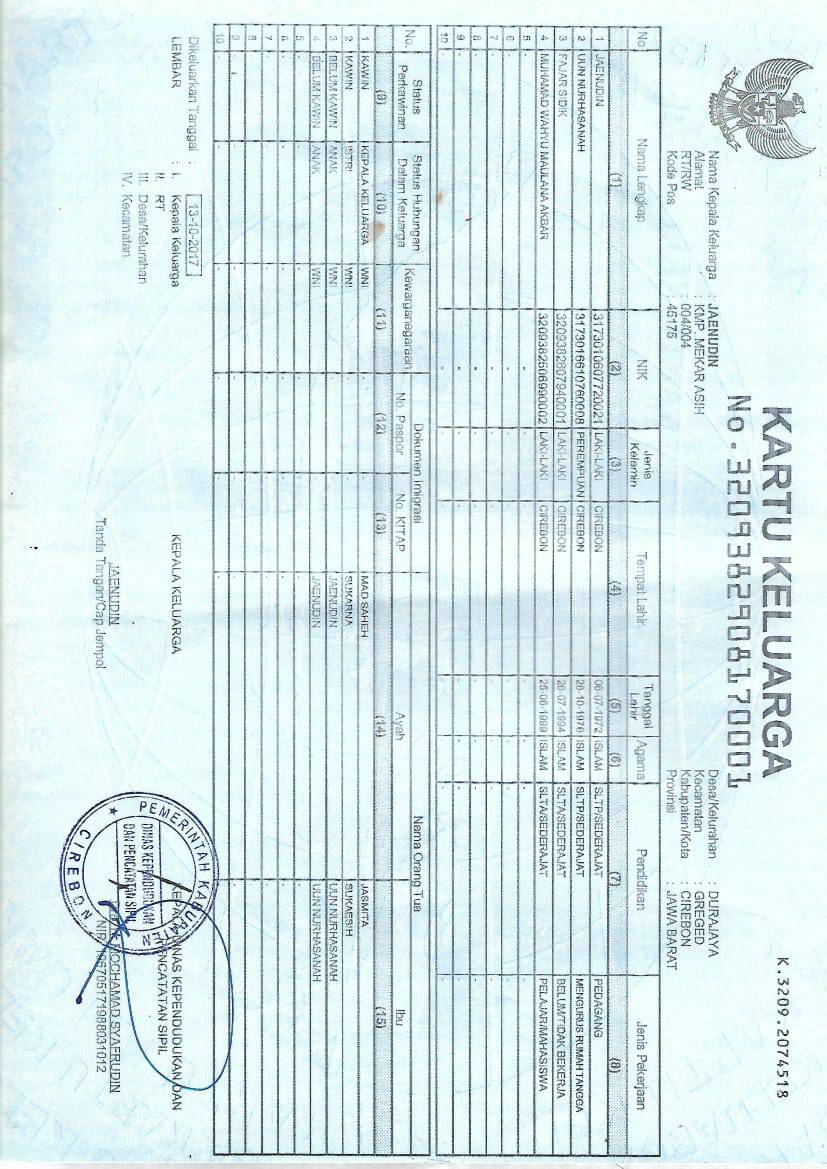 KARTU KELUARGA
No. 3209382908170001
K.3209.2074518
Nama Kepala Keluarga : JAENUDIN
Alamat : KMP. MEKAR ASIH
RT/RW : 004/004
Kode Pos : 45175
Desa/Kelurahan : DURAJAYA
Kecamatan : GREGED
Kabupaten/Kota : CIREBON
Provinsi : JAWA BARAT
No Nama Lengkap NIK Jenis Kelamin Tempat Lahir Tanggal Lahir Agama Pendidikan Jenis Pekerjaan
(1) (2) (3) (4) (5) (6) (7) (8)
1 JAENUDIN 3173010607720021 LAKI-LAKI CIREBON 06-07-1972 ISLAM SLTP/SEDERAJAT PEDAGANG
2 UUN NURHASANAH 3173016610760008 PEREMPUAN CIREBON 26-10-1976 ISLAM SLTP/SEDERAJAT MENGURUS RUMAH TANGGA
3 FAJAR SIDIK 3209382607940001 LAKI-LAKI CIREBON 26-07-1994 ISLAM SLTA/SEDERAJAT BELUM/TIDAK BEKERJA
4 MUHAMAD WAHYU MAULANA AKBAR 3209382506990002 LAKI-LAKI CIREBON 25-06-1999 ISLAM SLTA/SEDERAJAT PELAJAR/MAHASISWA
5 - - - - - - - -
6 - - - - - - - -
7 - - - - - - - -
8 - - - - - - - -
9 - - - - - - - -
10 - - - - - - - -
No. Status Perkawinan Status Hubungan Dalam Keluarga Kewarganegaraan Dokumen Imigrasi Nama Orang Tua
No. Paspor No. KITAP Ayah Ibu
(9) (10) (11) (12) (13) (14) (15)
1 KAWIN KEPALA KELUARGA WNI - - MAD SAHEH JASMITA
2 KAWIN ISTRI WNI - - SUKARNA SUKAESIH
3 BELUM KAWIN ANAK WNI - - JAENUDIN UUN NURHASANAH
4 BELUM KAWIN ANAK WNI - - JAENUDIN UUN NURHASANAH
5 - - - - - - -
6 - - - - - - -
7 - - - - - - -
8 - - - - - - -
9 - - - - - - -
10 - - - - - - -
Dikeluarkan Tanggal : 13-10-2017
LEMBAR : I. Kepala Keluarga
II. RT
III. Desa/Kelurahan
IV. Kecamatan
KEPALA KELUARGA
JAENUDIN
Tanda Tangan/Cap Jempol
KEPALA DINAS KEPENDUDUKAN DAN
PENCATATAN SIPIL
MOCHAMAD SYAFRUDIN
NIP. 196705171988031012
PEMERINTAH KABUPATEN
CIREBON
DINAS KEPENDUDUKAN
DAN PENCATATAN SIPIL